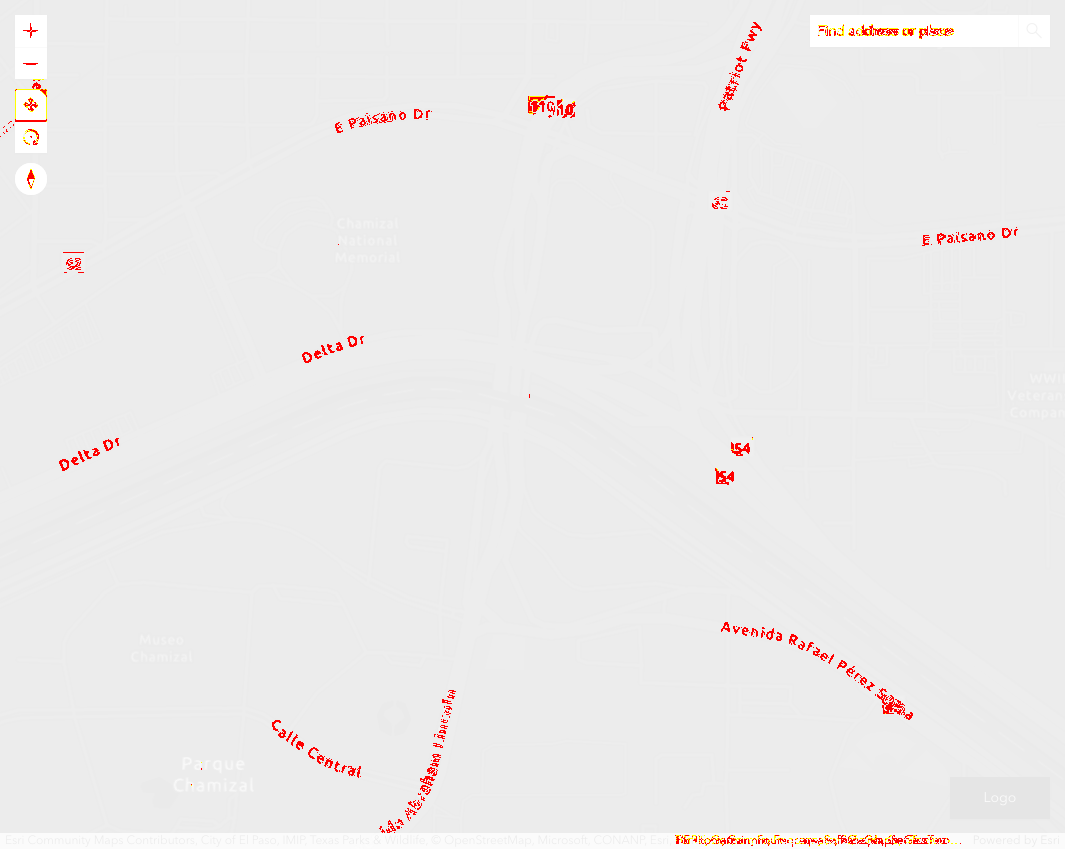 Find address or place
Patriot Fwy
E Paisano Dr
110
Chamizal
National
Memorial
E Paisano Dr
62
Delta Dr
WWII
Veteran
Compan
Delta Dr
54
54
Avenida Rafael Pérez Serna
Museo
Chamizal
Calle Central
Parque
Chamizal
Logo
Esri Community Maps Contributors, City of El Paso, IMIP, Texas Parks & Wildlife, © OpenStreetMap, Microsoft, CONANP, Esri,
Powered by Esri